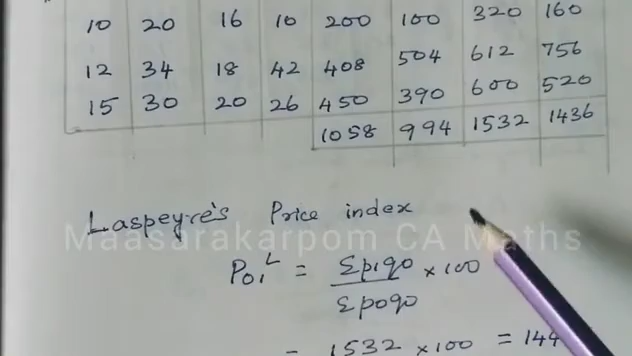 10 20 16 10 200 100 320 160
12 34 18 42 408 504 612 756
15 30 20 26 450 390 600 520
1058 994 1532 1436
Laspeyre's Price index
Maasarakarpom CA Maths
P01ᴸ = Σp1q0 × 100
Σp0q0
= 1532 × 100 = 144